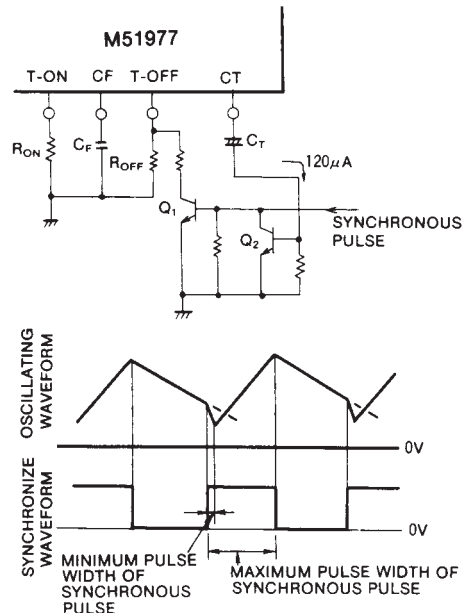 M51977
T-ON CF T-OFF CT
RON
CF
ROFF
CT
120μA
Q1
Q2
SYNCHRONOUS
PULSE
OSCILLATING
WAVEFORM
0V
SYNCHRONIZE
WAVEFORM
0V
MINIMUM PULSE
WIDTH OF
SYNCHRONOUS
PULSE
MAXIMUM PULSE WIDTH OF
SYNCHRONOUS PULSE